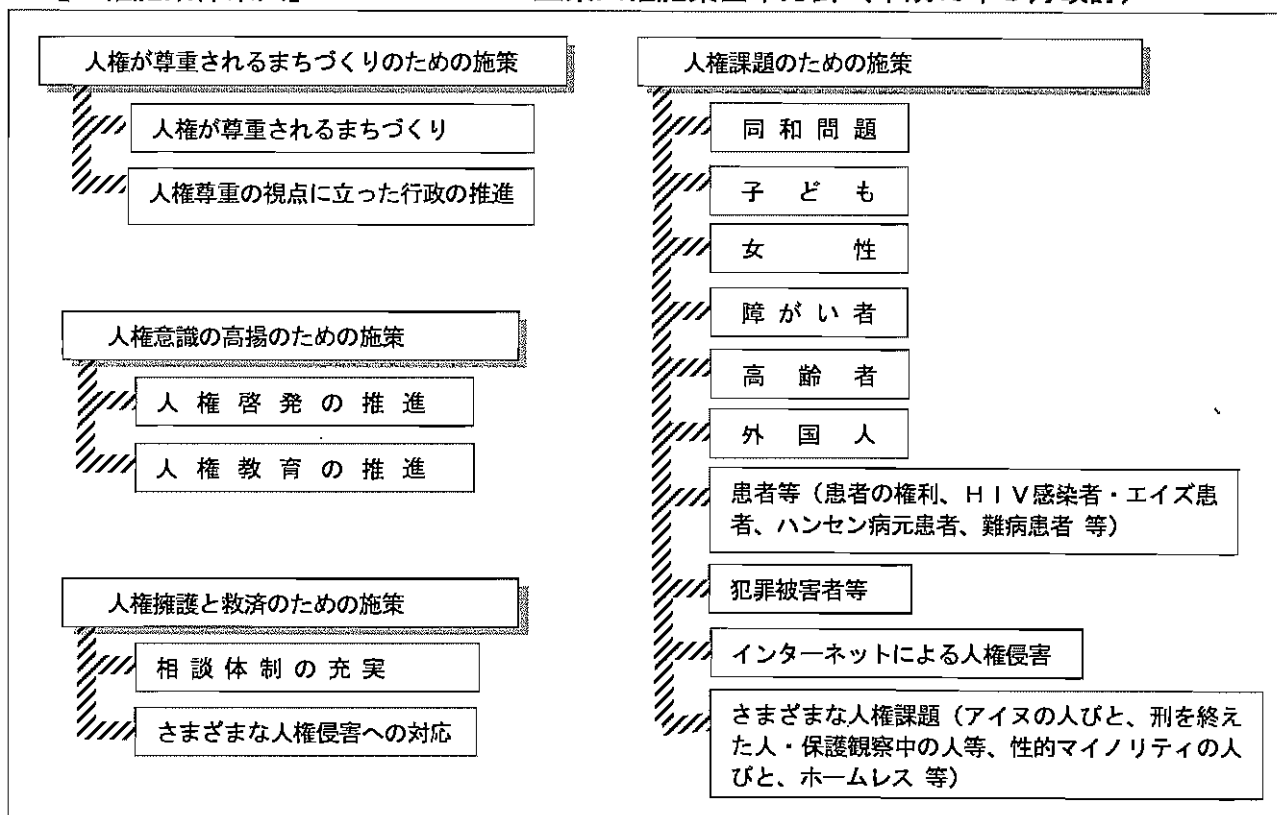 人権が尊重されるまちづくりのための施策
人権が尊重されるまちづくり
人権尊重の視点に立った行政の推進
人権意識の高揚のための施策
人権啓発の推進
人権教育の推進
人権擁護と救済のための施策
相談体制の充実
さまざまな人権侵害への対応
人権課題のための施策
同和問題
子ども
女性
障がい者
高齢者
外国人
患者等（患者の権利、ＨＩＶ感染者・エイズ患
者、ハンセン病元患者、難病患者 等）
犯罪被害者等
インターネットによる人権侵害
さまざまな人権課題（アイヌの人びと、刑を終え
た人・保護観察中の人等、性的マイノリティの人
びと、ホームレス 等）